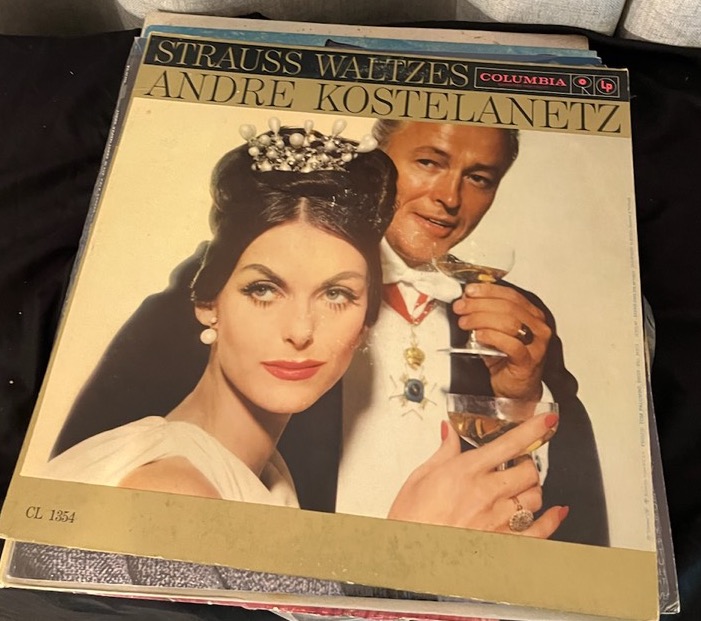 STRAUSS WALTZES
COLUMBIA
LP
ANDRE KOSTELANETZ
CL 1354